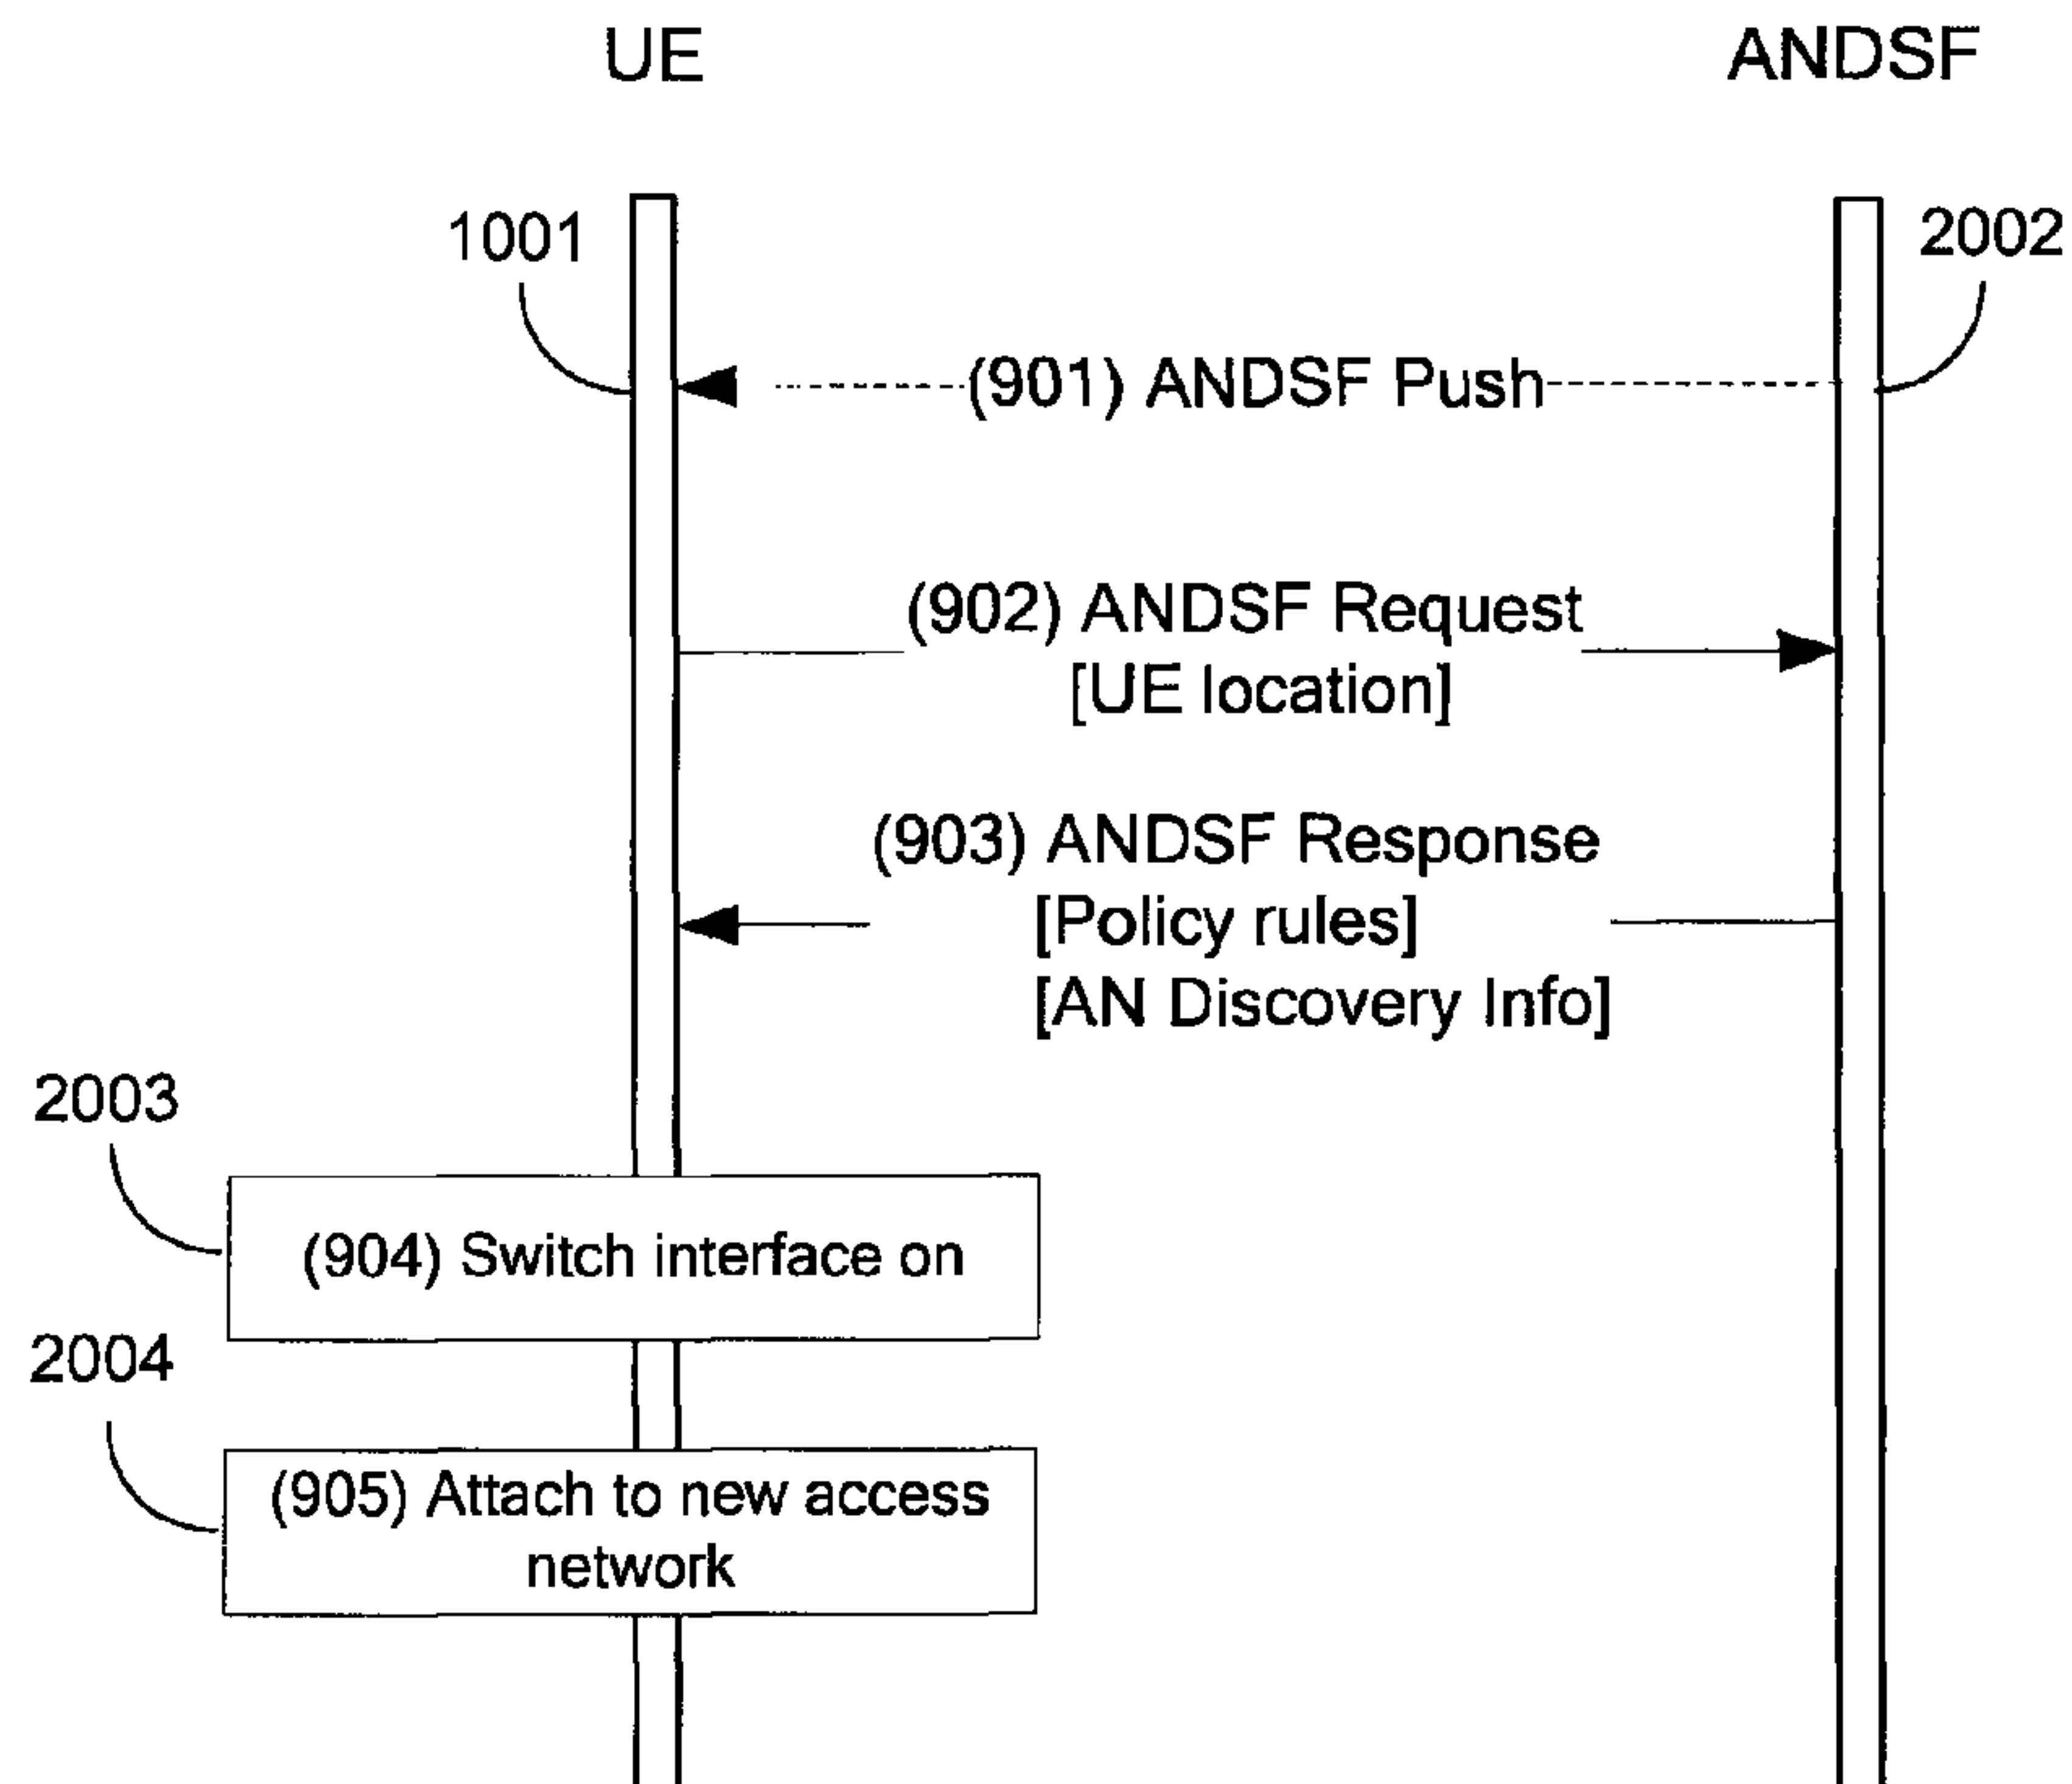 UE
ANDSF
1001
2002
(901) ANDSF Push
(902) ANDSF Request
[UE location]
(903) ANDSF Response
[Policy rules]
[AN Discovery Info]
2003
(904) Switch interface on
2004
(905) Attach to new access
network